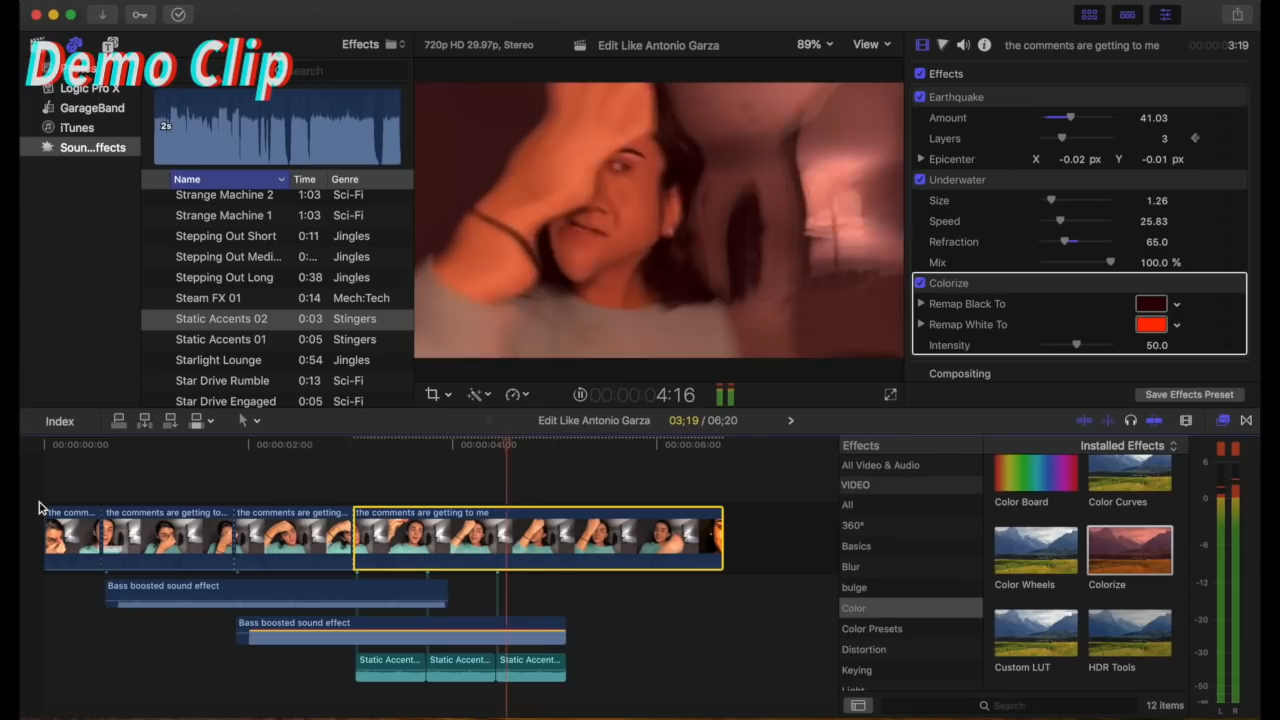 Demo Clip
Effects
Search
Logic Pro X
GarageBand
iTunes
Soun...ffects
2s
Name Time Genre
Strange Machine 2 1:03 Sci-Fi
Strange Machine 1 1:03 Sci-Fi
Stepping Out Short 0:11 Jingles
Stepping Out Medi... 0:... Jingles
Stepping Out Long 0:38 Jingles
Steam FX 01 0:14 Mech:Tech
Static Accents 02 0:03 Stingers
Static Accents 01 0:05 Stingers
Starlight Lounge 0:54 Jingles
Star Drive Rumble 0:13 Sci-Fi
Star Drive Engaged 0:05 Sci-Fi
720p HD 29.97p, Stereo
Edit Like Antonio Garza
89%
View
00:00:00:04:16
the comments are getting to me
3:19
Effects
Earthquake
Amount 41.03
Layers 3
Epicenter X -0.02 px Y -0.01 px
Underwater
Size 1.26
Speed 25.83
Refraction 65.0
Mix 100.0 %
Colorize
Remap Black To
Remap White To
Intensity 50.0
Compositing
Save Effects Preset
Index
Edit Like Antonio Garza
03;19 / 06;20
00:00:00:00
00:00:02:00
00:00:04:00
00:00:06:00
the comm...
the comments are getting to...
the comments are getting...
the comments are getting to me
Bass boosted sound effect
Bass boosted sound effect
Static Accent...
Static Accent...
Static Accent...
Effects
All Video & Audio
VIDEO
All
360°
Basics
Blur
bulge
Color
Color Presets
Distortion
Keying
Light
Installed Effects
Color Board
Color Curves
Color Wheels
Colorize
Custom LUT
HDR Tools
Search
12 items
6
0
-6
-12
-20
-30
-50
-∞
L R